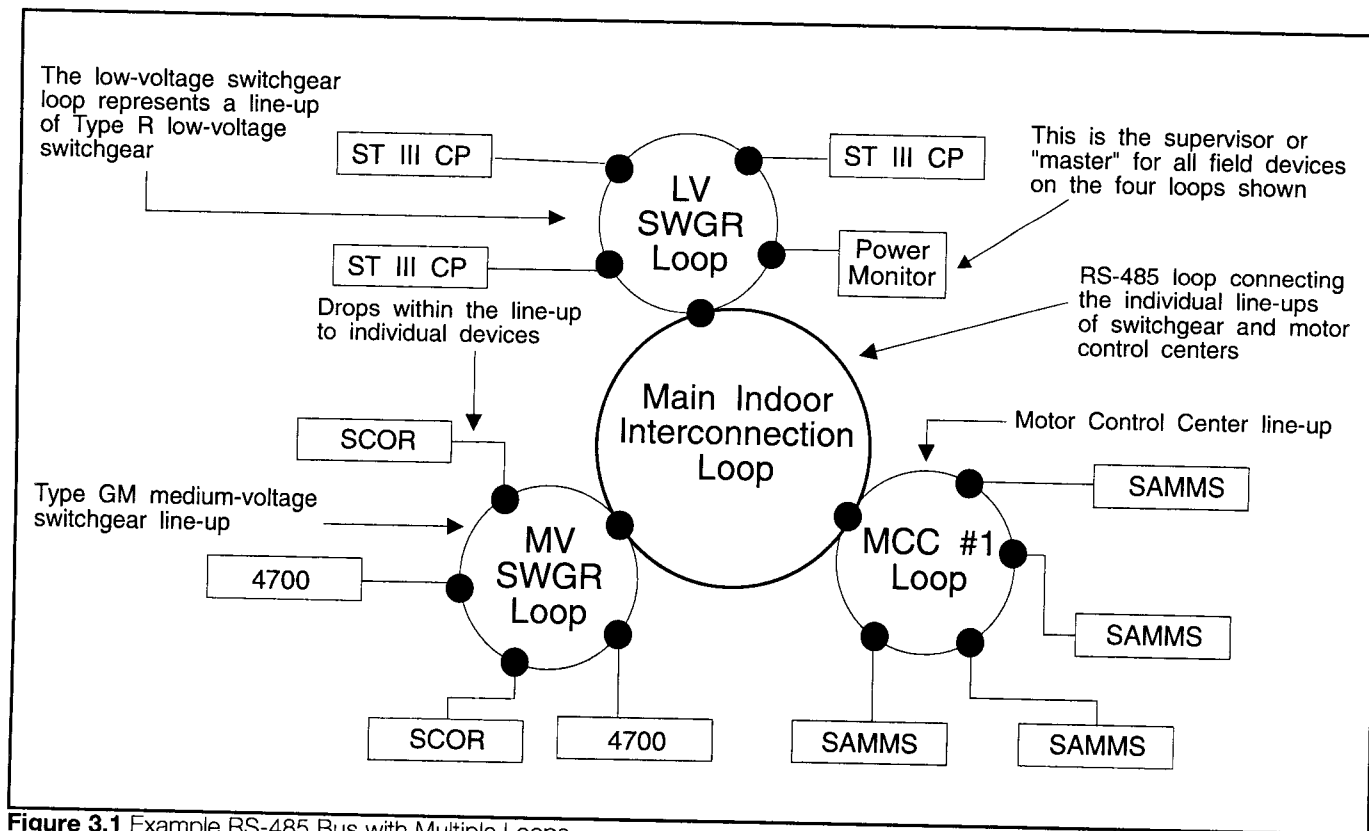 The low-voltage switchgear
loop represents a line-up
of Type R low-voltage
switchgear
ST III CP
ST III CP
This is the supervisor or
"master" for all field devices
on the four loops shown
LV
SWGR
Loop
ST III CP
Power
Monitor
Drops within the line-up
to individual devices
RS-485 loop connecting
the individual line-ups
of switchgear and motor
control centers
Main Indoor
Interconnection
Loop
SCOR
Motor Control Center line-up
Type GM medium-voltage
switchgear line-up
SAMMS
MV
SWGR
Loop
MCC #1
Loop
4700
SAMMS
SCOR
4700
SAMMS
SAMMS
Figure 3.1 Example RS-485 Bus with Multiple Loops